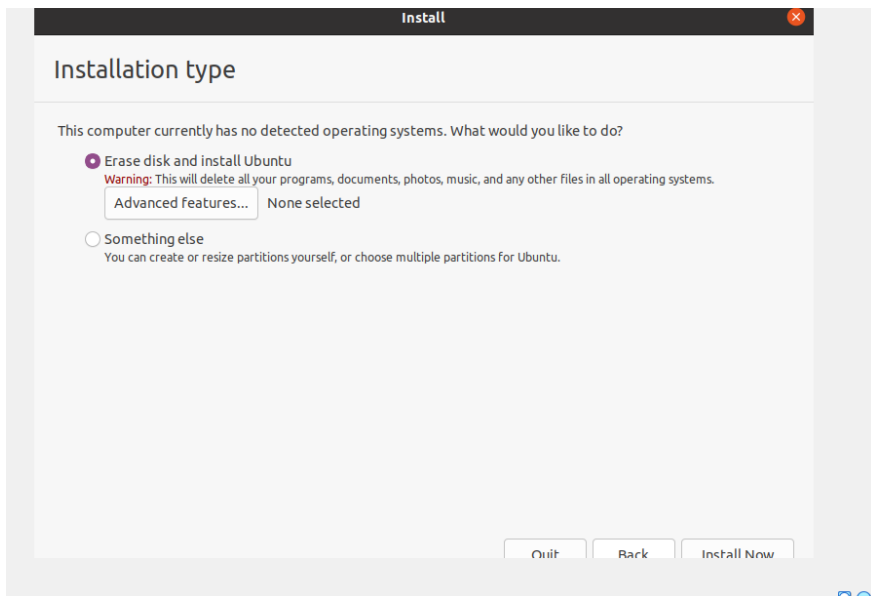 Install
Installation type
This computer currently has no detected operating systems. What would you like to do?
Erase disk and install Ubuntu
Warning: This will delete all your programs, documents, photos, music, and any other files in all operating systems.
Advanced features... None selected
Something else
You can create or resize partitions yourself, or choose multiple partitions for Ubuntu.
Quit Back Install Now